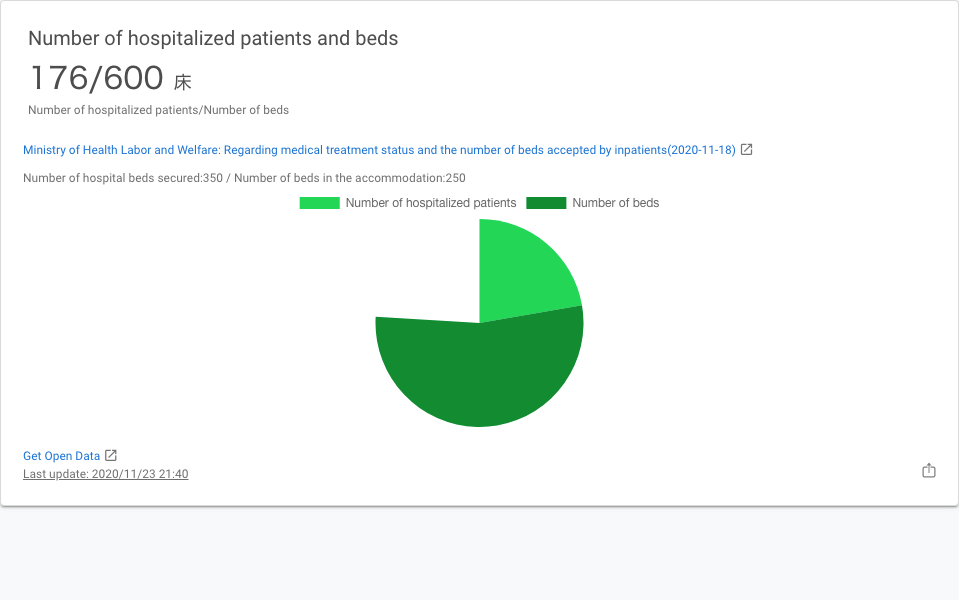 Number of hospitalized patients and beds
176/600 床
Number of hospitalized patients/Number of beds
Ministry of Health Labor and Welfare: Regarding medical treatment status and the number of beds accepted by inpatients(2020-11-18)
Number of hospital beds secured:350 / Number of beds in the accommodation:250
Number of hospitalized patients Number of beds
Get Open Data
Last update: 2020/11/23 21:40